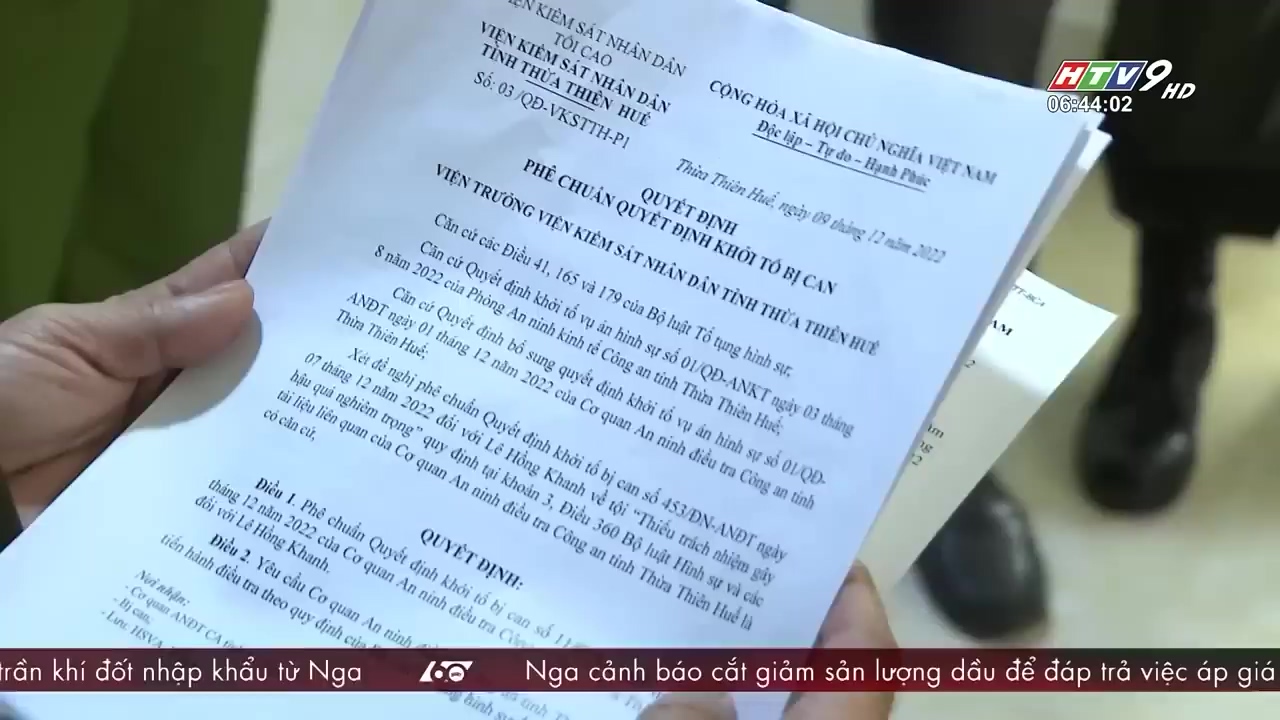 VIỆN KIỂM SÁT NHÂN DÂN
TỐI CAO
VIỆN KIỂM SÁT NHÂN DÂN
TỈNH THỪA THIÊN HUẾ
Số: 03 /QĐ-VKSTTH-P1
CỘNG HÒA XÃ HỘI CHỦ NGHĨA VIỆT NAM
Độc lập – Tự do – Hạnh Phúc
Thừa Thiên Huế, ngày 09 tháng 12 năm 2022
QUYẾT ĐỊNH
PHÊ CHUẨN QUYẾT ĐỊNH KHỞI TỐ BỊ CAN
VIỆN TRƯỞNG VIỆN KIỂM SÁT NHÂN DÂN TỈNH THỪA THIÊN HUẾ
Căn cứ các Điều 41, 165 và 179 của Bộ luật Tố tụng hình sự;
Căn cứ Quyết định khởi tố vụ án hình sự số 01/QĐ-ANKT ngày 03 tháng
8 năm 2022 của Phòng An ninh kinh tế Công an tỉnh Thừa Thiên Huế;
Căn cứ Quyết định bổ sung quyết định khởi tố vụ án hình sự số 01/QĐ-
ANĐT ngày 01 tháng 12 năm 2022 của Cơ quan An ninh điều tra Công an tỉnh
Thừa Thiên Huế;
Xét đề nghị phê chuẩn Quyết định khởi tố bị can số 453/ĐN-ANĐT ngày
07 tháng 12 năm 2022 đối với Lê Hồng Khanh về tội "Thiếu trách nhiệm gây
hậu quả nghiêm trọng" quy định tại khoản 3, Điều 360 Bộ luật Hình sự và các
tài liệu liên quan của Cơ quan An ninh điều tra Công an tỉnh Thừa Thiên Huế là
có căn cứ,
QUYẾT ĐỊNH:
Điều 1. Phê chuẩn Quyết định khởi tố bị can số
tháng 12 năm 2022 của Cơ quan An ninh điều tra Công
đối với Lê Hồng Khanh.
Điều 2. Yêu cầu Cơ quan An ninh
tiến hành điều tra theo quy định của
Nơi nhận:
- Cơ quan ANĐT CA
- Bị can;
- Lưu: HSVA,
HTV9 HD
06:44:02
trần khí đốt nhập khẩu từ Nga
60
Nga cảnh báo cắt giảm sản lượng dầu để đáp trả việc áp giá